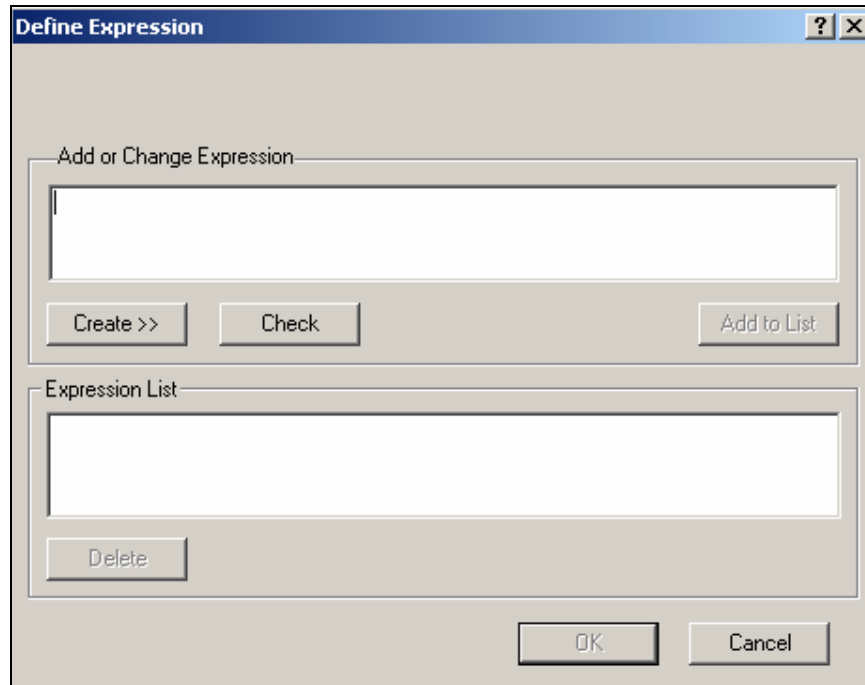 Define Expression
Add or Change Expression
Create >> Check Add to List
Expression List
Delete
OK Cancel